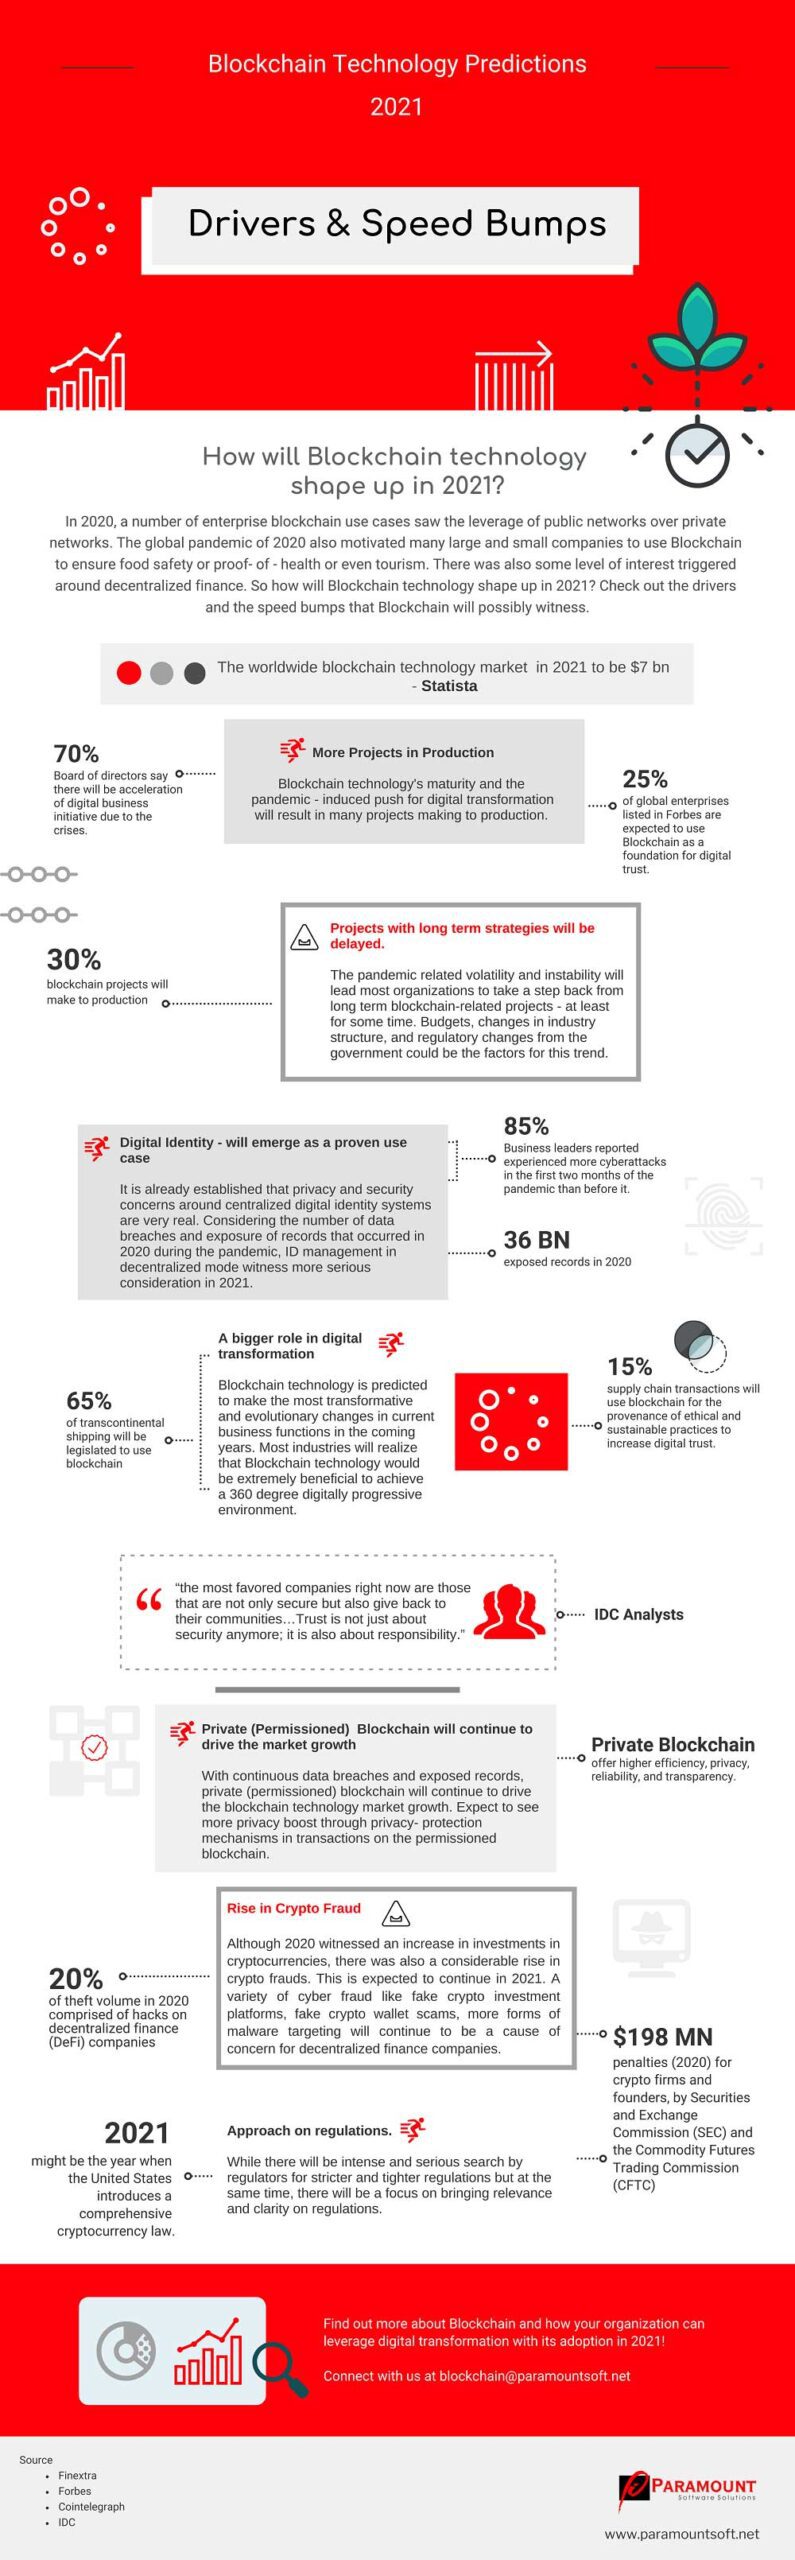 Blockchain Technology Predictions
2021
Drivers & Speed Bumps
How will Blockchain technology
shape up in 2021?
In 2020, a number of enterprise blockchain use cases saw the leverage of public networks over private
networks. The global pandemic of 2020 also motivated many large and small companies to use Blockchain
to ensure food safety or proof- of - health or even tourism. There was also some level of interest triggered
around decentralized finance. So how will Blockchain technology shape up in 2021? Check out the drivers
and the speed bumps that Blockchain will possibly witness.
The worldwide blockchain technology market in 2021 to be $7 bn
- Statista
70%
Board of directors say
there will be acceleration
of digital business
initiative due to the
crises.
More Projects in Production
Blockchain technology's maturity and the
pandemic - induced push for digital transformation
will result in many projects making to production.
25%
of global enterprises
listed in Forbes are
expected to use
Blockchain as a
foundation for digital
trust.
30%
blockchain projects will
make to production
Projects with long term strategies will be
delayed.
The pandemic related volatility and instability will
lead most organizations to take a step back from
long term blockchain-related projects - at least
for some time. Budgets, changes in industry
structure, and regulatory changes from the
government could be the factors for this trend.
Digital Identity - will emerge as a proven use
case
It is already established that privacy and security
concerns around centralized digital identity systems
are very real. Considering the number of data
breaches and exposure of records that occurred in
2020 during the pandemic, ID management in
decentralized mode witness more serious
consideration in 2021.
85%
Business leaders reported
experienced more cyberattacks
in the first two months of the
pandemic than before it.
36 BN
exposed records in 2020
A bigger role in digital
transformation
Blockchain technology is predicted
to make the most transformative
and evolutionary changes in current
business functions in the coming
years. Most industries will realize
that Blockchain technology would
be extremely beneficial to achieve
a 360 degree digitally progressive
environment.
65%
of transcontinental
shipping will be
legislated to use
blockchain
15%
supply chain transactions will
use blockchain for the
provenance of ethical and
sustainable practices to
increase digital trust.
“the most favored companies right now are those
that are not only secure but also give back to
their communities…Trust is not just about
security anymore; it is also about responsibility.”
IDC Analysts
Private (Permissioned) Blockchain will continue to
drive the market growth
With continuous data breaches and exposed records,
private (permissioned) blockchain will continue to drive
the blockchain technology market growth. Expect to see
more privacy boost through privacy- protection
mechanisms in transactions on the permissioned
blockchain.
Private Blockchain
offer higher efficiency, privacy,
reliability, and transparency.
Rise in Crypto Fraud
Although 2020 witnessed an increase in investments in
cryptocurrencies, there was also a considerable rise in
crypto frauds. This is expected to continue in 2021. A
variety of cyber fraud like fake crypto investment
platforms, fake crypto wallet scams, more forms of
malware targeting will continue to be a cause of
concern for decentralized finance companies.
20%
of theft volume in 2020
comprised of hacks on
decentralized finance
(DeFi) companies
$198 MN
penalties (2020) for
crypto firms and
founders, by Securities
and Exchange
Commission (SEC) and
the Commodity Futures
Trading Commission
(CFTC)
2021
might be the year when
the United States
introduces a
comprehensive
cryptocurrency law.
Approach on regulations.
While there will be intense and serious search by
regulators for stricter and tighter regulations but at the
same time, there will be a focus on bringing relevance
and clarity on regulations.
Find out more about Blockchain and how your organization can
leverage digital transformation with its adoption in 2021!
Connect with us at blockchain@paramountsoft.net
Source
• Finextra
• Forbes
• Cointelegraph
• IDC
PARAMOUNT
Software Solutions
www.paramountsoft.net